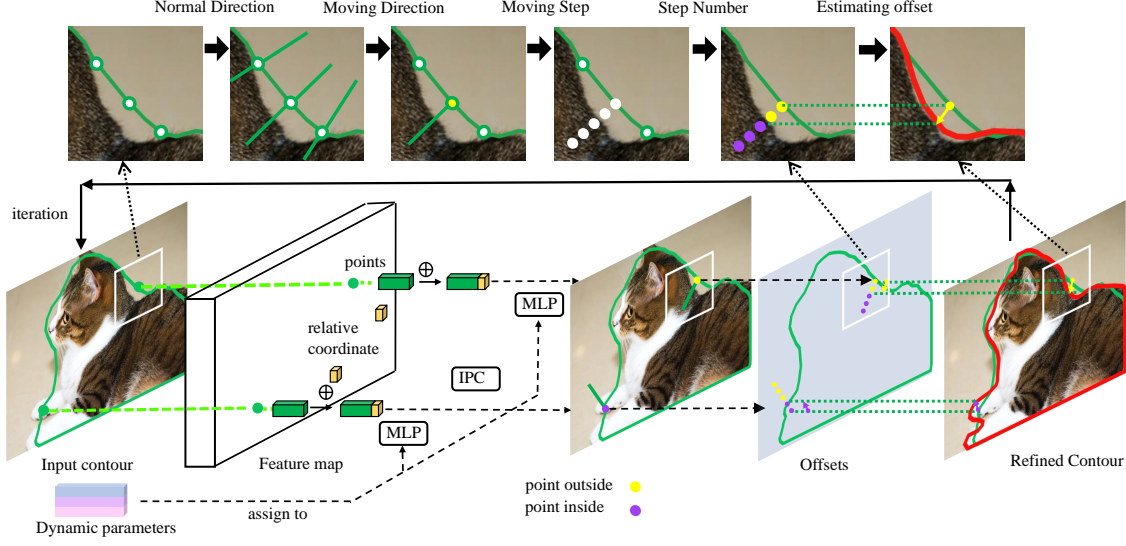 Normal Direction
Moving Direction
Moving Step
Step Number
Estimating offset
iteration
points
⊕
MLP
relative
coordinate
IPC
⊕
MLP
Input contour
Feature map
Offsets
Refined Contour
Dynamic parameters
assign to
point outside
point inside